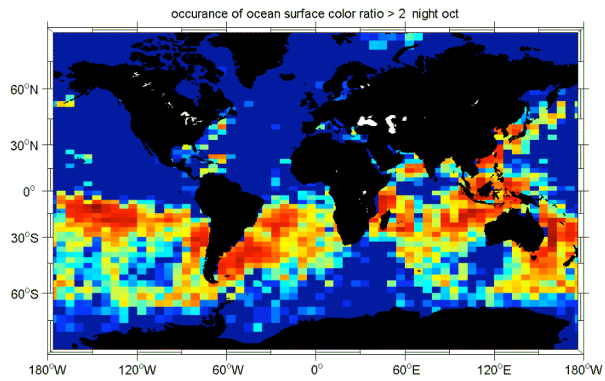 occurance of ocean surface color ratio > 2 night oct
60°N
30°N
0°
30°S
60°S
180°W 120°W 60°W 0° 60°E 120°E 180°W